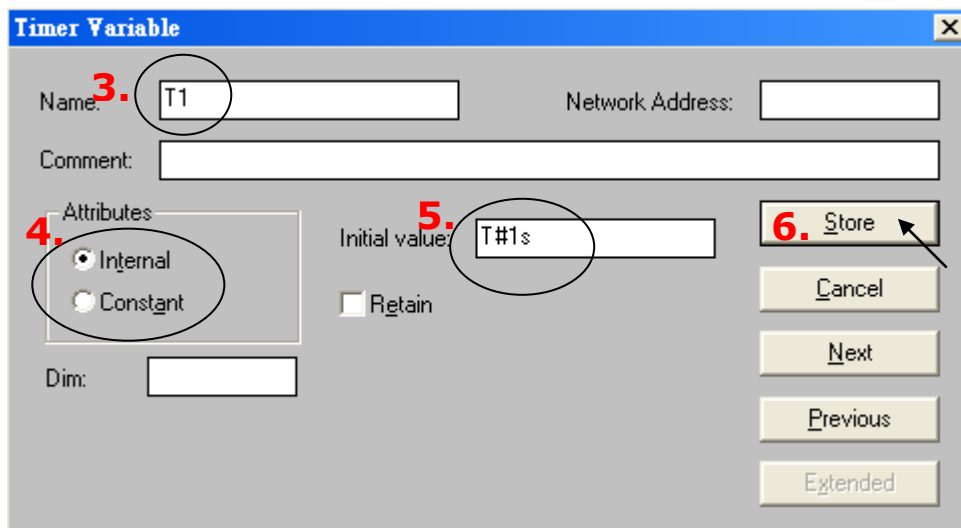 Timer Variable
Name: 3. T1 Network Address:
Comment:
Attributes
4. Internal
Constant
5. Initial value: T#1s
Retain
Dim:
6. Store
Cancel
Next
Previous
Extended